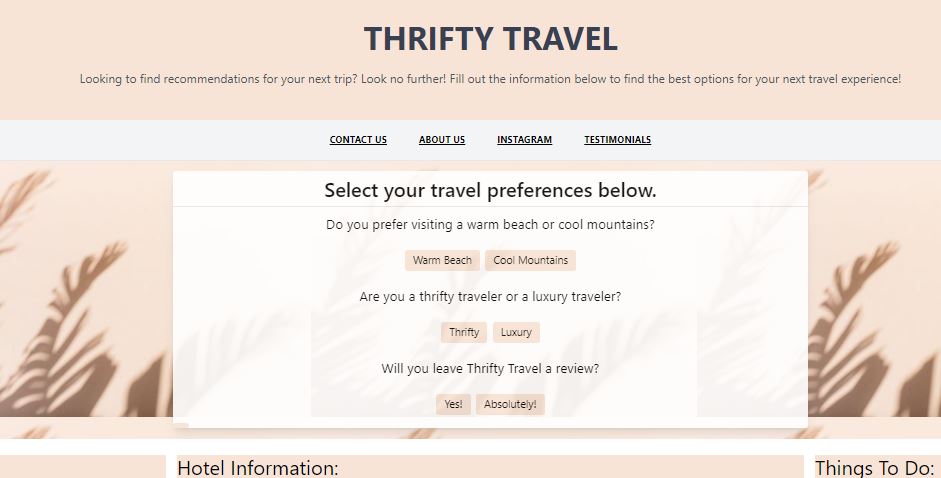 THRIFTY TRAVEL
Looking to find recommendations for your next trip? Look no further! Fill out the information below to find the best options for your next travel experience!
CONTACT US ABOUT US INSTAGRAM TESTIMONIALS
Select your travel preferences below.
Do you prefer visiting a warm beach or cool mountains?
Warm Beach Cool Mountains
Are you a thrifty traveler or a luxury traveler?
Thrifty Luxury
Will you leave Thrifty Travel a review?
Yes! Absolutely!
Hotel Information: Things To Do: